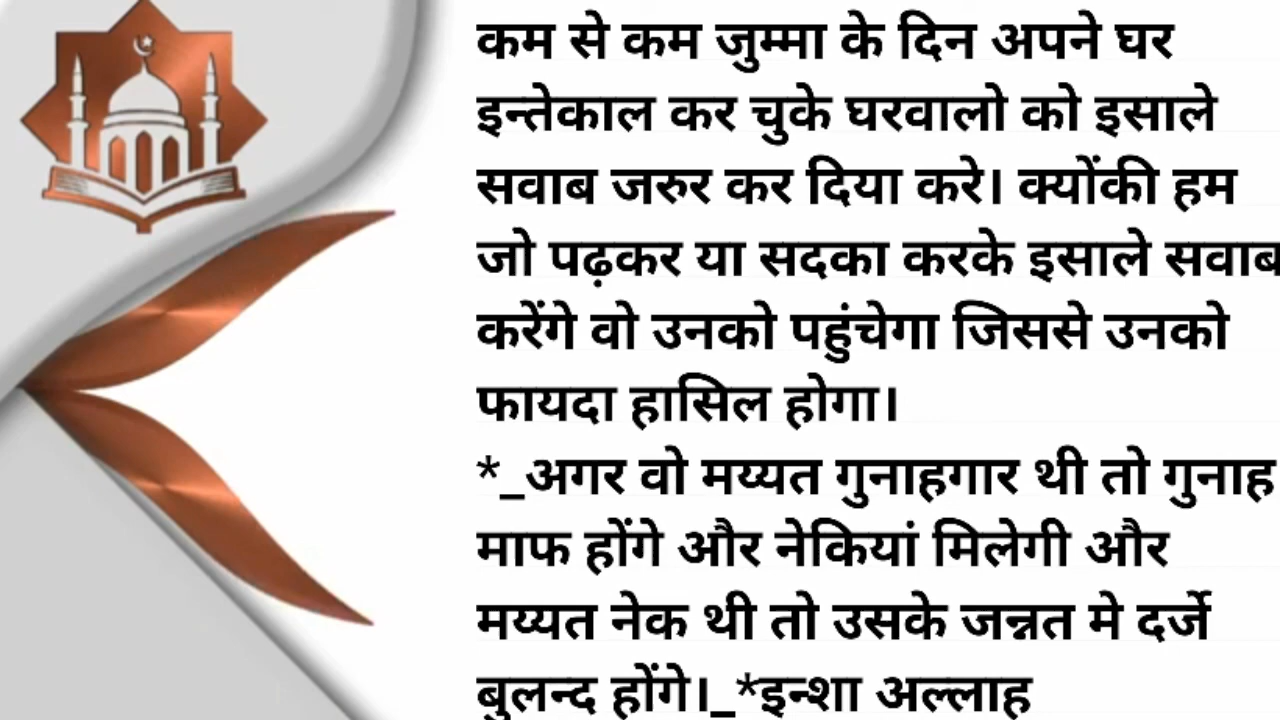 कम से कम जुम्मा के दिन अपने घर
इन्तेकाल कर चुके घरवालो को इसाले
सवाब जरुर कर दिया करे। क्योंकी हम
जो पढ़कर या सदका करके इसाले सवाब
करेंगे वो उनको पहुंचेगा जिससे उनको
फायदा हासिल होगा।
*_अगर वो मय्यत गुनाहगार थी तो गुनाह
माफ होंगे और नेकियां मिलेगी और
मय्यत नेक थी तो उसके जन्नत मे दर्जे
बुलन्द होंगे।_*इन्शा अल्लाह